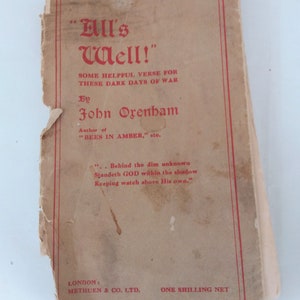 "All's
Well!"
SOME HELPFUL VERSE FOR
THESE DARK DAYS OF WAR
By
John Oxenham
Author of
"BEES IN AMBER," etc.
". . Behind the dim unknown
Standeth GOD within the shadow
Keeping watch above His own."
LONDON:
METHUEN & CO. LTD. ONE SHILLING NET